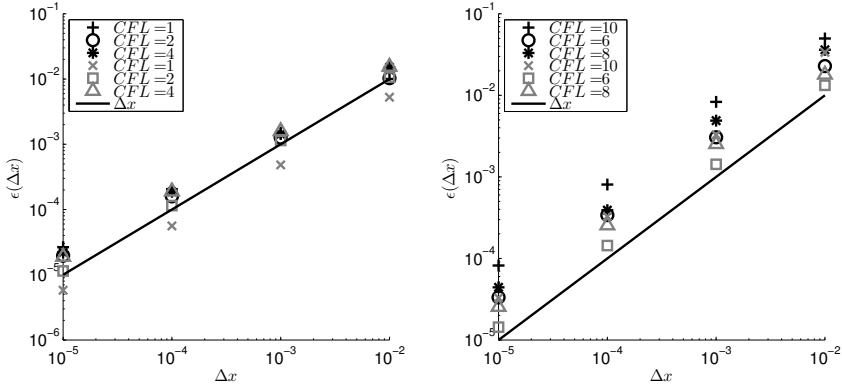 10⁻¹
10⁻²
10⁻³
10⁻⁴
10⁻⁵
10⁻⁶
ϵ(Δx)
CFL=1
CFL=2
CFL=4
CFL=1
CFL=2
CFL=4
Δx
10⁻⁵ 10⁻⁴ 10⁻³ 10⁻²
Δx
10⁻¹
10⁻²
10⁻³
10⁻⁴
10⁻⁵
ϵ(Δx)
CFL=10
CFL=6
CFL=8
CFL=10
CFL=6
CFL=8
Δx
10⁻⁵ 10⁻⁴ 10⁻³ 10⁻²
Δx